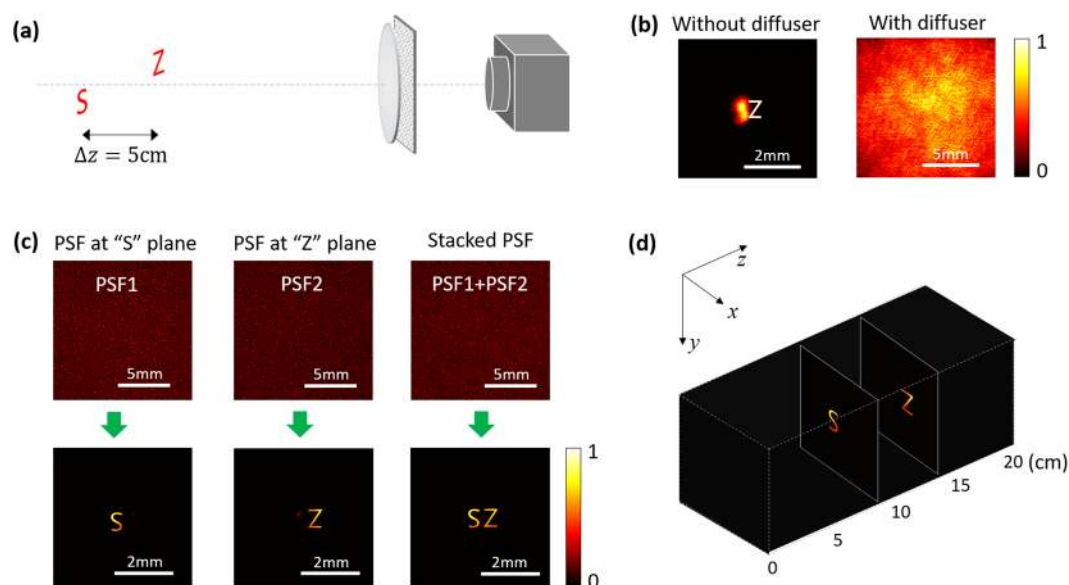 (a)
Z
S
Δz = 5cm
(b)
Without diffuser
With diffuser
Z
2mm
5mm
1
0
(c)
PSF at “S” plane
PSF at “Z” plane
Stacked PSF
PSF1
PSF2
PSF1+PSF2
5mm
5mm
5mm
S
Z
SZ
2mm
2mm
2mm
1
0
(d)
z
x
y
S
Z
0
5
10
15
20 (cm)